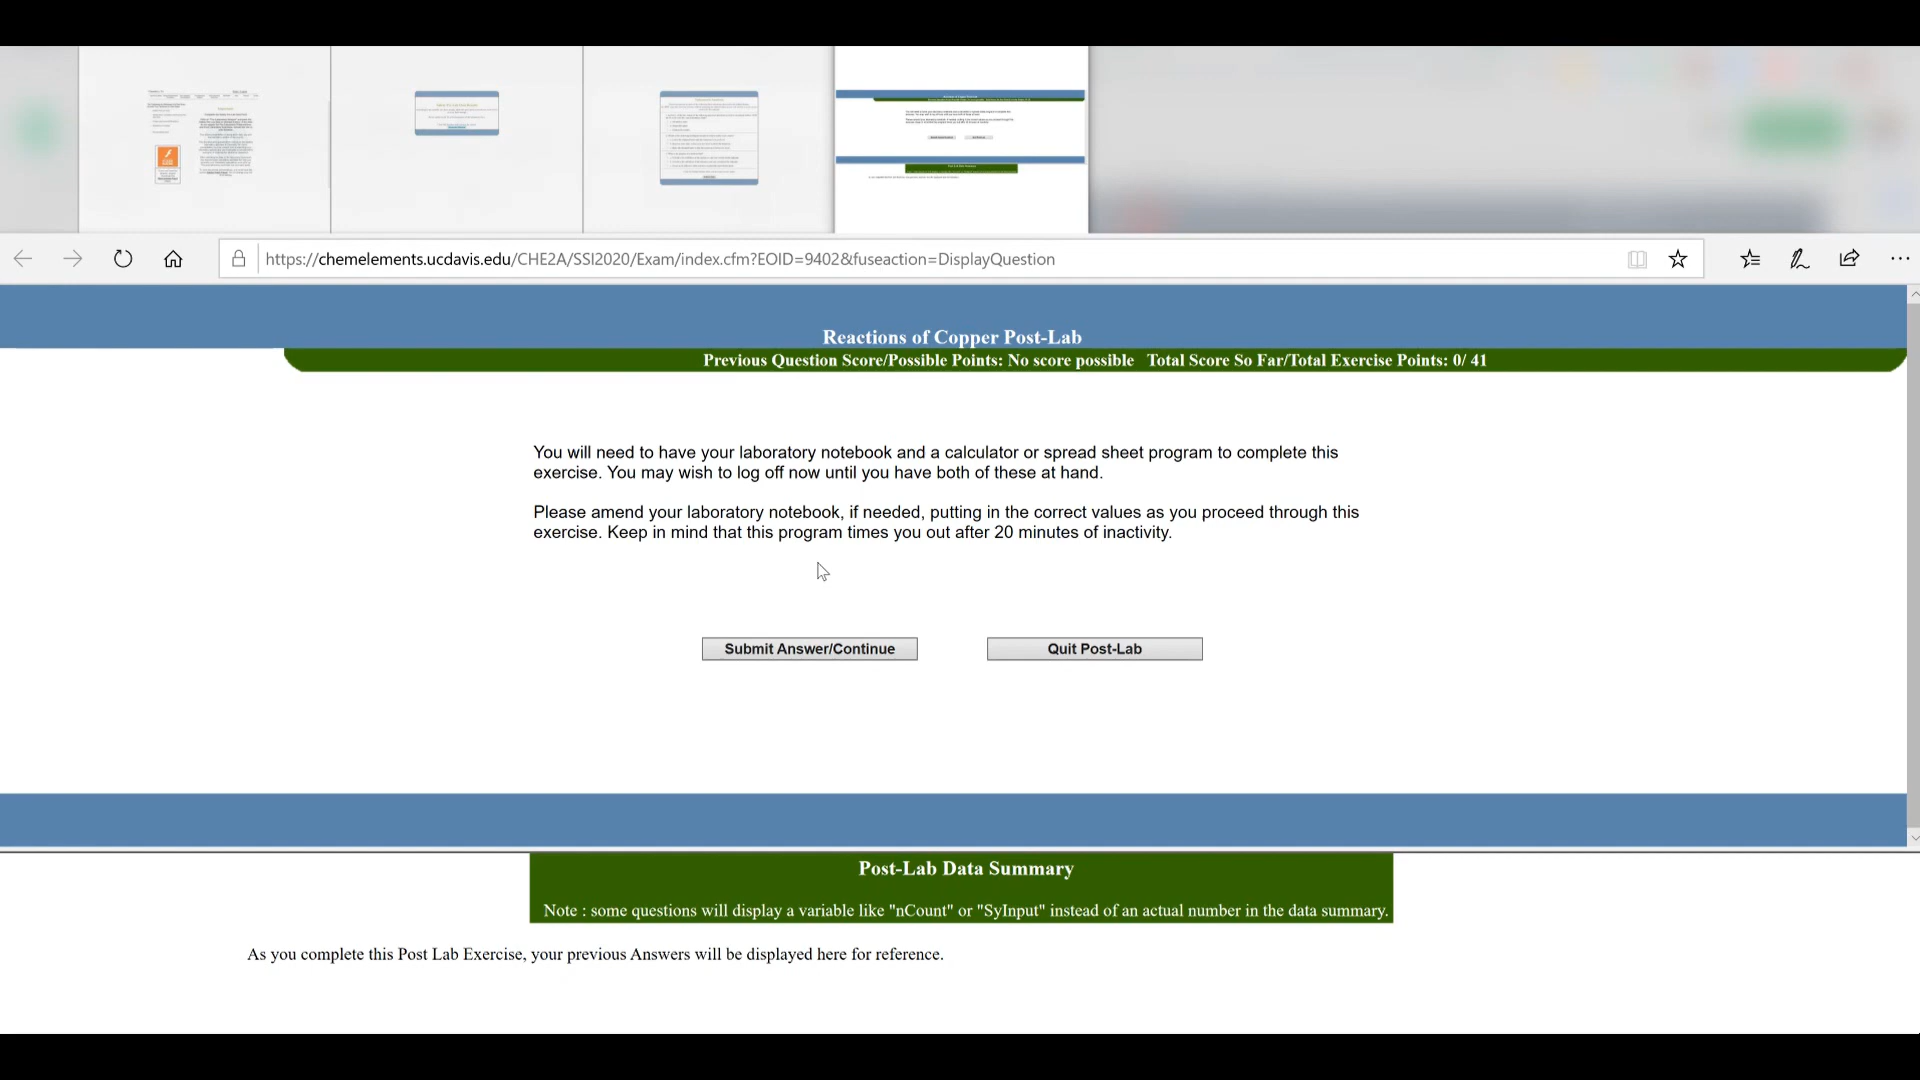 https://chemelements.ucdavis.edu/CHE2A/SSI2020/Exam/index.cfm?EOID=9402&fuseaction=DisplayQuestion
Reactions of Copper Post-Lab
Previous Question Score/Possible Points: No score possible Total Score So Far/Total Exercise Points: 0/ 41
You will need to have your laboratory notebook and a calculator or spread sheet program to complete this
exercise. You may wish to log off now until you have both of these at hand.
Please amend your laboratory notebook, if needed, putting in the correct values as you proceed through this
exercise. Keep in mind that this program times you out after 20 minutes of inactivity.
Submit Answer/Continue Quit Post-Lab
Post-Lab Data Summary
Note : some questions will display a variable like "nCount" or "SyInput" instead of an actual number in the data summary.
As you complete this Post Lab Exercise, your previous Answers will be displayed here for reference.